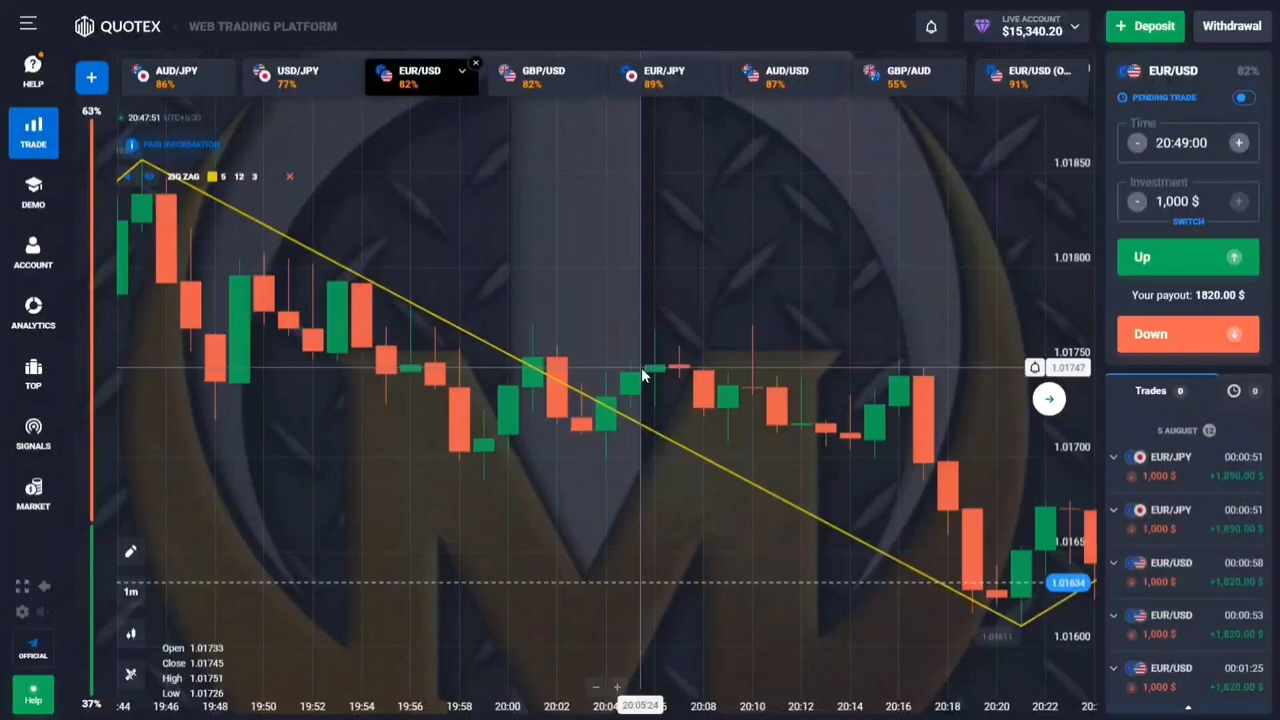 QUOTEX
WEB TRADING PLATFORM
LIVE ACCOUNT
$15,340.20
+ Deposit
Withdrawal
HELP
TRADE
DEMO
ACCOUNT
ANALYTICS
TOP
SIGNALS
MARKET
OFFICIAL
Help
+
AUD/JPY
86%
USD/JPY
77%
EUR/USD
82%
GBP/USD
82%
EUR/JPY
89%
AUD/USD
87%
GBP/AUD
55%
EUR/USD (O...
91%
63%
20:47:51
PAIR INFORMATION
ZIG ZAG 5 12 3
1.01850
1.01800
1.01750
1.01747
1.01700
1.0165
1.01634
1.01600
1.01611
1m
Open 1.01733
Close 1.01745
High 1.01751
Low 1.01726
37%
:44 19:46 19:48 19:50 19:52 19:54 19:56 19:58 20:00 20:02 20:04 20:05:24 20:08 20:10 20:12 20:14 20:16 20:18 20:20 20:22 20:
EUR/USD 82%
PENDING TRADE
Time
- 20:49:00 +
Investment
- 1,000 $ +
SWITCH
Up
Your payout: 1820.00 $
Down
Trades 0 0
5 AUGUST 12
EUR/JPY 00:00:51
1,000 $ +1,890.00 $
EUR/JPY 00:00:51
1,000 $ +1,890.00 $
EUR/USD 00:00:58
1,000 $ +1,820.00 $
EUR/USD 00:00:53
1,000 $ +1,820.00 $
EUR/USD 00:01:25
1,000 $ +1,820.00 $